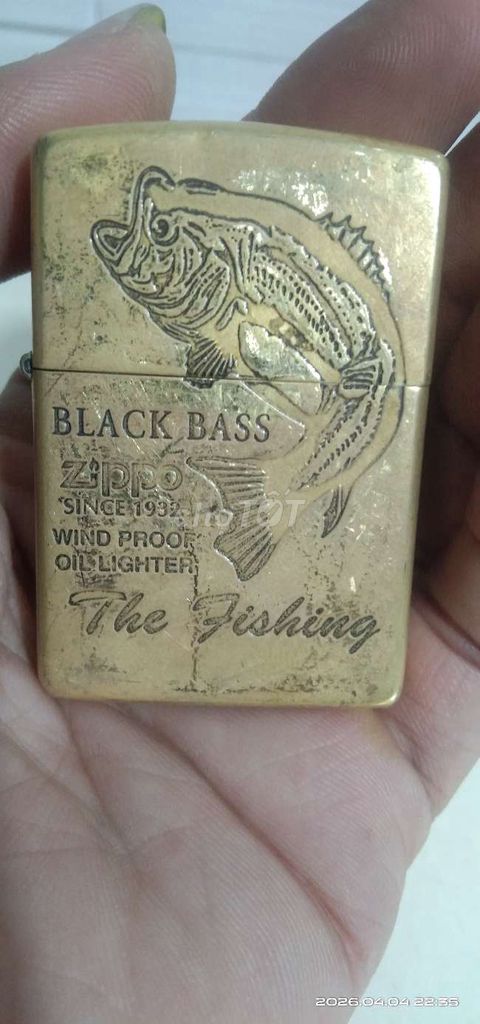 BLACK BASS
Zippo
SINCE 1932
WIND PROOF
OIL LIGHTER
The Fishing
2026.04.04 22:35